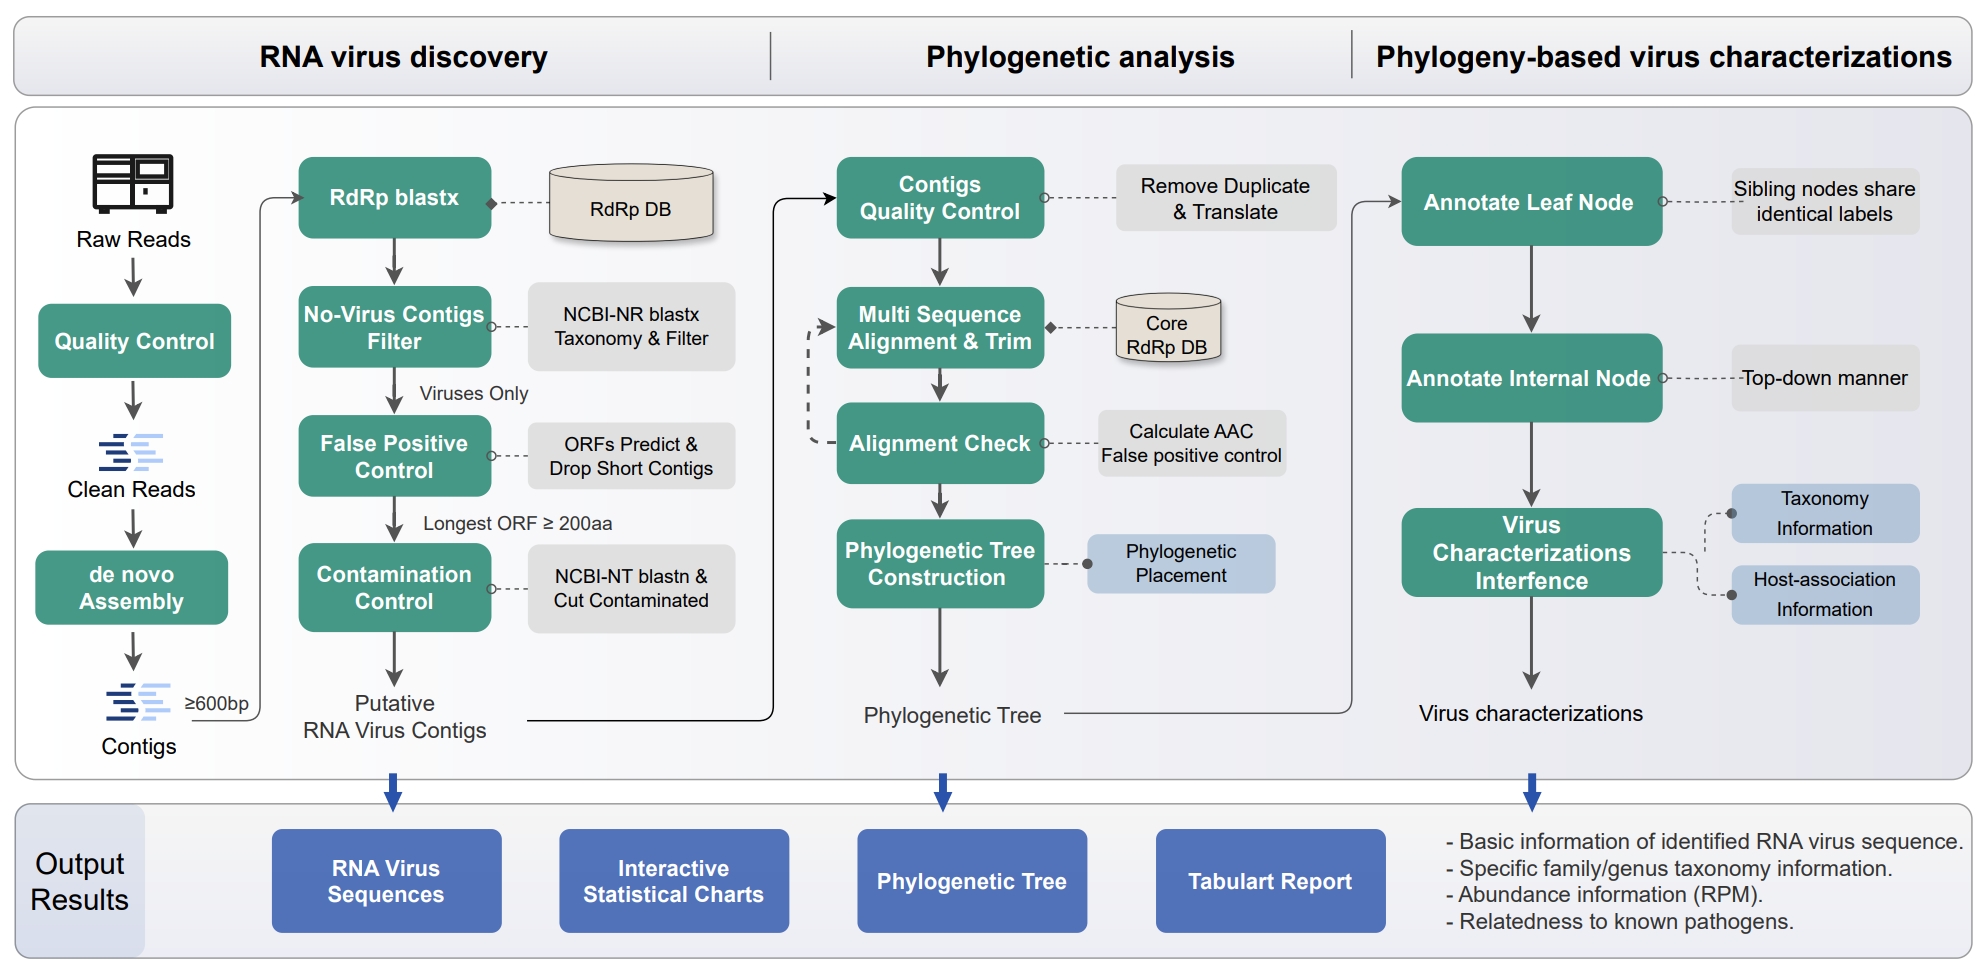 RNA virus discovery
Phylogenetic analysis
Phylogeny-based virus characterizations
Raw Reads
Quality Control
Clean Reads
de novo
Assembly
≥600bp
Contigs
RdRp blastx
RdRp DB
No-Virus Contigs
Filter
NCBI-NR blastx
Taxonomy & Filter
Viruses Only
False Positive
Control
ORFs Predict &
Drop Short Contigs
Longest ORF ≥ 200aa
Contamination
Control
NCBI-NT blastn &
Cut Contaminated
Putative
RNA Virus Contigs
Contigs
Quality Control
Remove Duplicate
& Translate
Multi Sequence
Alignment & Trim
Core
RdRp DB
Alignment Check
Calculate AAC
False positive control
Phylogenetic Tree
Construction
Phylogenetic
Placement
Phylogenetic Tree
Annotate Leaf Node
Sibling nodes share
identical labels
Annotate Internal Node
Top-down manner
Virus
Characterizations
Interfence
Taxonomy
Information
Host-association
Information
Virus characterizations
Output
Results
RNA Virus
Sequences
Interactive
Statistical Charts
Phylogenetic Tree
Tabulart Report
- Basic information of identified RNA virus sequence.
- Specific family/genus taxonomy information.
- Abundance information (RPM).
- Relatedness to known pathogens.